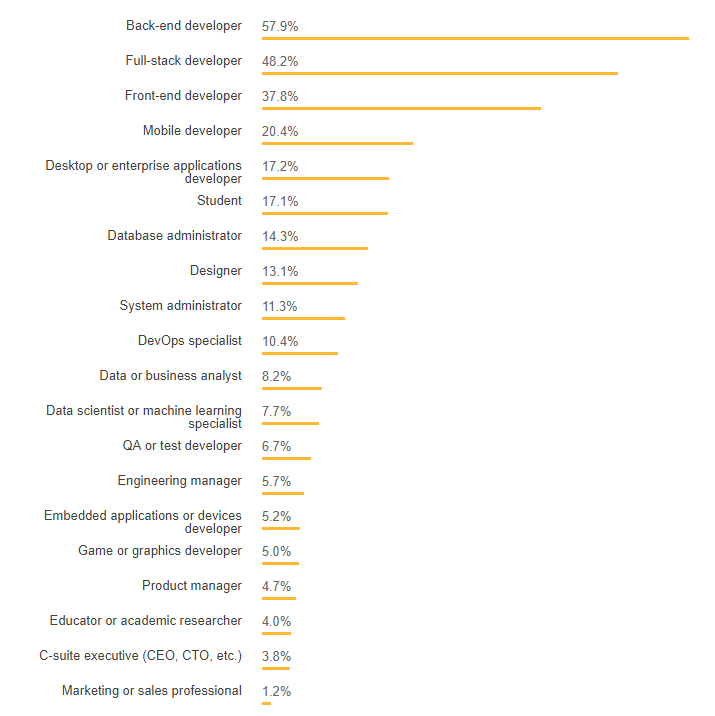 Back-end developer 57.9%
Full-stack developer 48.2%
Front-end developer 37.8%
Mobile developer 20.4%
Desktop or enterprise applications 17.2%
developer
Student 17.1%
Database administrator 14.3%
Designer 13.1%
System administrator 11.3%
DevOps specialist 10.4%
Data or business analyst 8.2%
Data scientist or machine learning 7.7%
specialist
QA or test developer 6.7%
Engineering manager 5.7%
Embedded applications or devices 5.2%
developer
Game or graphics developer 5.0%
Product manager 4.7%
Educator or academic researcher 4.0%
C-suite executive (CEO, CTO, etc.) 3.8%
Marketing or sales professional 1.2%